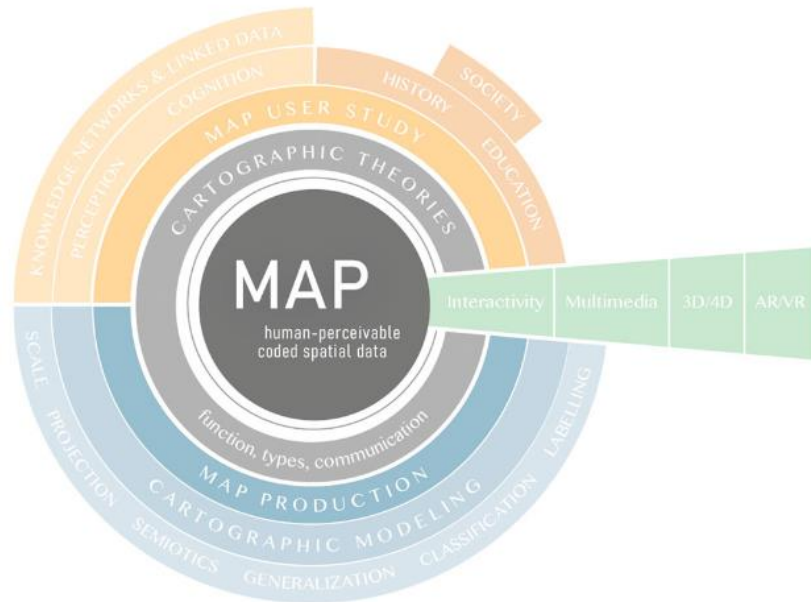 KNOWLEDGE NETWORKS & LINKED DATA
PERCEPTION
COGNITION
HISTORY
SOCIETY
EDUCATION
MAP USER STUDY
CARTOGRAPHIC THEORIES
MAP
human-perceivable
coded spatial data
Interactivity
Multimedia
3D/4D
AR/VR
function, types, communication
MAP PRODUCTION
CARTOGRAPHIC MODELING
SCALE
PROJECTION
SEMIOTICS
GENERALIZATION
CLASSIFICATION
LABELLING